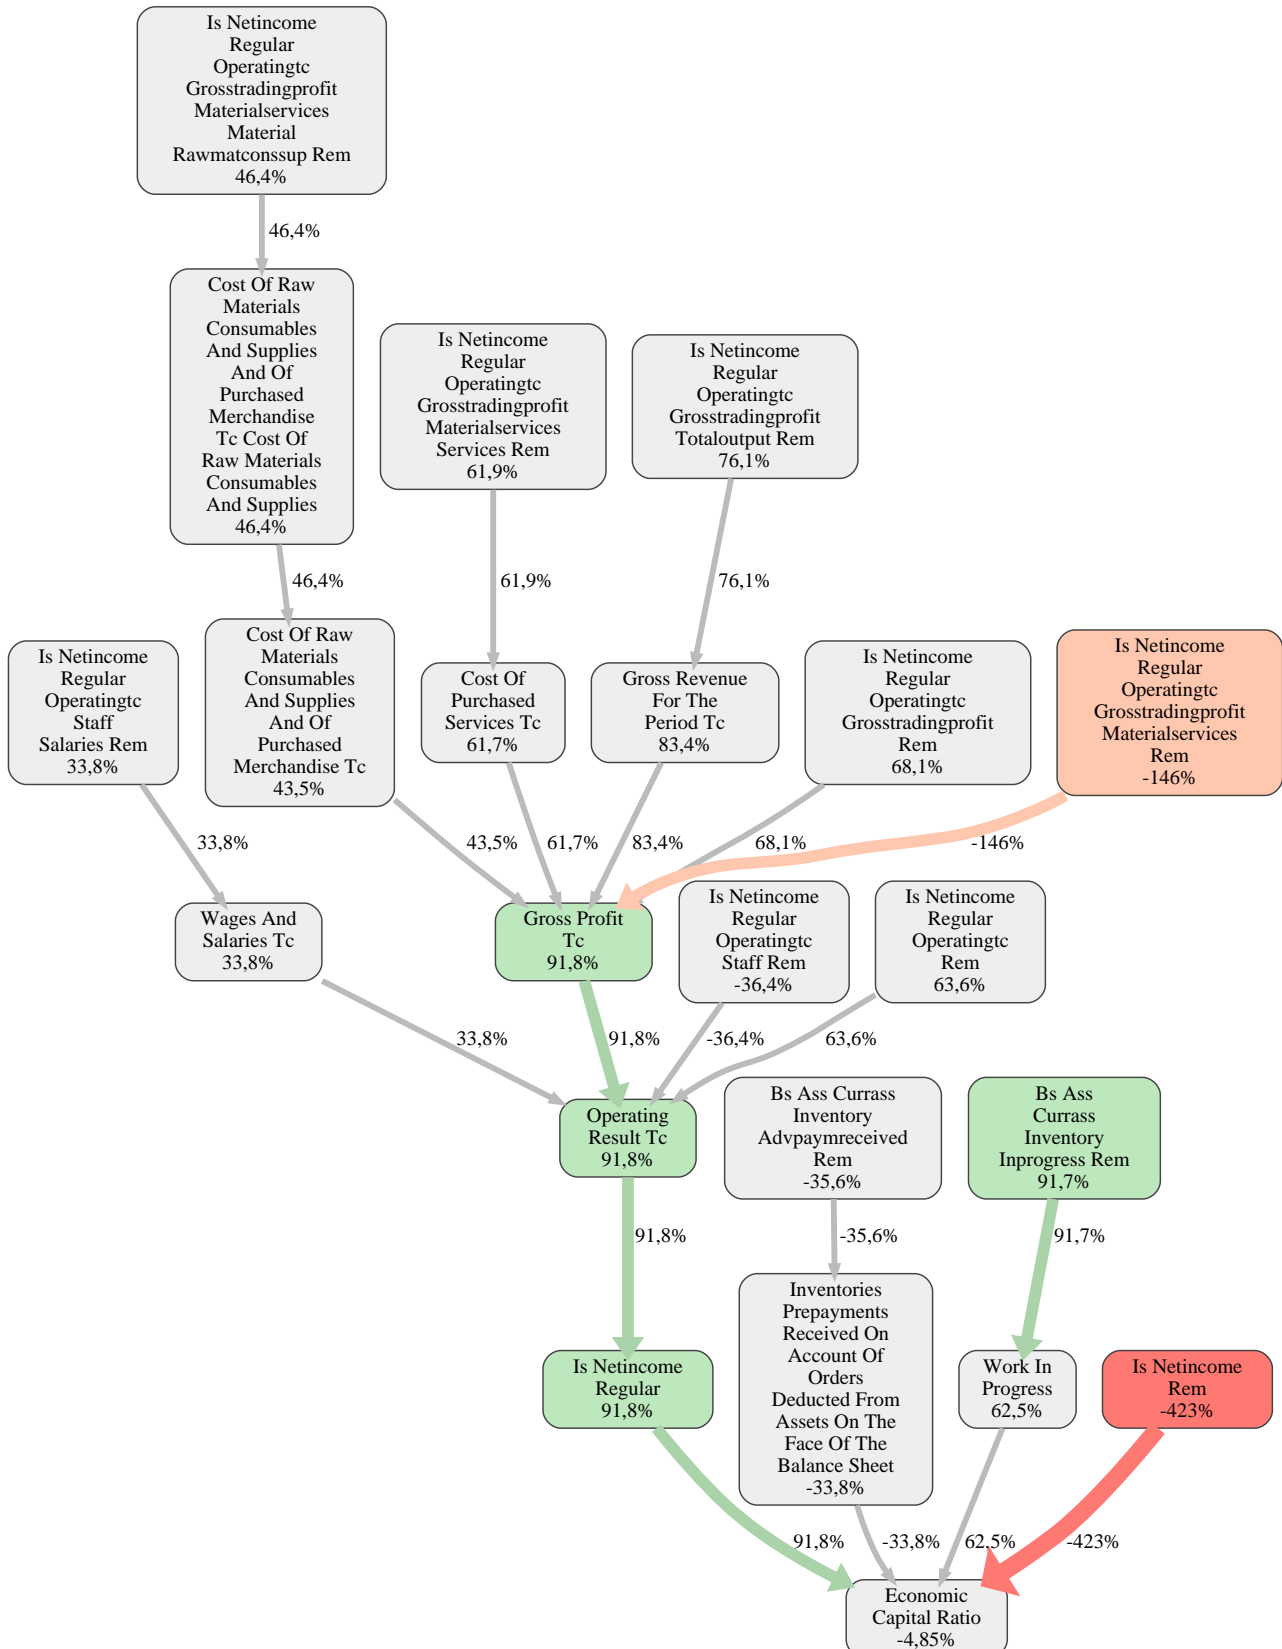 Is Netincome
Regular
Operatingtc
Grosstradingprofit
Materialservices
Material
Rawmatconssup Rem
46,4%
46,4%
Cost Of Raw
Materials
Consumables
And Supplies
And Of
Purchased
Merchandise
Tc Cost Of
Raw Materials
Consumables
And Supplies
46,4%
Is Netincome
Regular
Operatingtc
Grosstradingprofit
Materialservices
Services Rem
61,9%
Is Netincome
Regular
Operatingtc
Grosstradingprofit
Totaloutput Rem
76,1%
46,4%
61,9%
76,1%
Is Netincome
Regular
Operatingtc
Staff
Salaries Rem
33,8%
Cost Of Raw
Materials
Consumables
And Supplies
And Of
Purchased
Merchandise Tc
43,5%
Cost Of
Purchased
Services Tc
61,7%
Gross Revenue
For The
Period Tc
83,4%
Is Netincome
Regular
Operatingtc
Grosstradingprofit
Rem
68,1%
Is Netincome
Regular
Operatingtc
Grosstradingprofit
Materialservices
Rem
-146%
33,8%
43,5%
61,7%
83,4%
68,1%
-146%
Wages And
Salaries Tc
33,8%
Gross Profit
Tc
91,8%
Is Netincome
Regular
Operatingtc
Staff Rem
-36,4%
Is Netincome
Regular
Operatingtc
Rem
63,6%
33,8%
91,8%
-36,4%
63,6%
Operating
Result Tc
91,8%
Bs Ass Currass
Inventory
Advpaymreceived
Rem
-35,6%
Bs Ass
Currass
Inventory
Inprogress Rem
91,7%
91,8%
-35,6%
91,7%
Is Netincome
Regular
91,8%
Inventories
Prepayments
Received On
Account Of
Orders
Deducted From
Assets On The
Face Of The
Balance Sheet
-33,8%
Work In
Progress
62,5%
Is Netincome
Rem
-423%
91,8%
-33,8%
62,5%
-423%
Economic
Capital Ratio
-4,85%